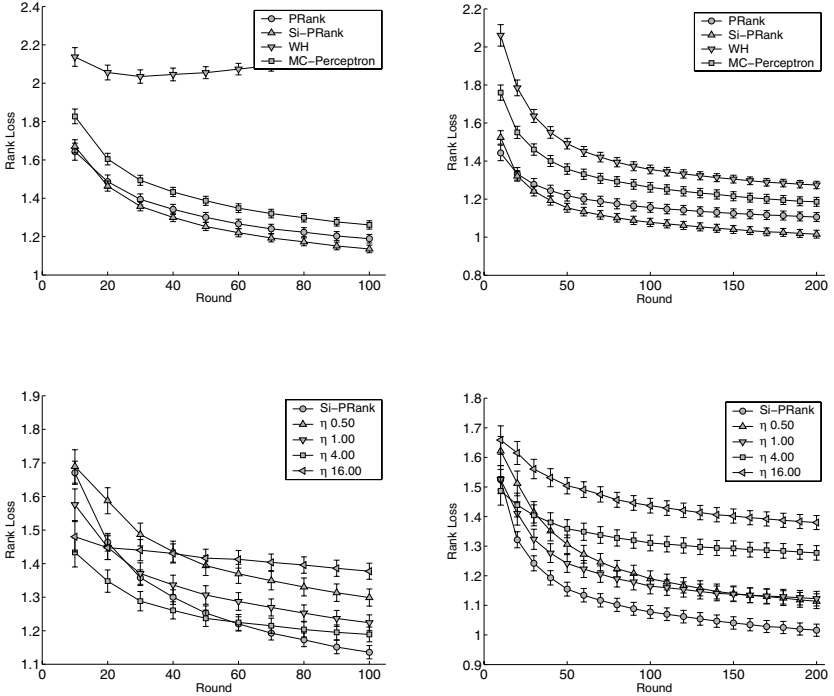 2.4
2.2
2
1.8
1.6
1.4
1.2
1
Rank Loss
0 20 40 60 80 100
Round
PRank
Si-PRank
WH
MC-Perceptron
2.2
2
1.8
1.6
1.4
1.2
1
0.8
Rank Loss
0 50 100 150 200
Round
PRank
Si-PRank
WH
MC-Perceptron
1.9
1.8
1.7
1.6
1.5
1.4
1.3
1.2
1.1
Rank Loss
0 20 40 60 80 100
Round
Si-PRank
η 0.50
η 1.00
η 4.00
η 16.00
1.8
1.7
1.6
1.5
1.4
1.3
1.2
1.1
1
0.9
Rank Loss
0 50 100 150 200
Round
Si-PRank
η 0.50
η 1.00
η 4.00
η 16.00